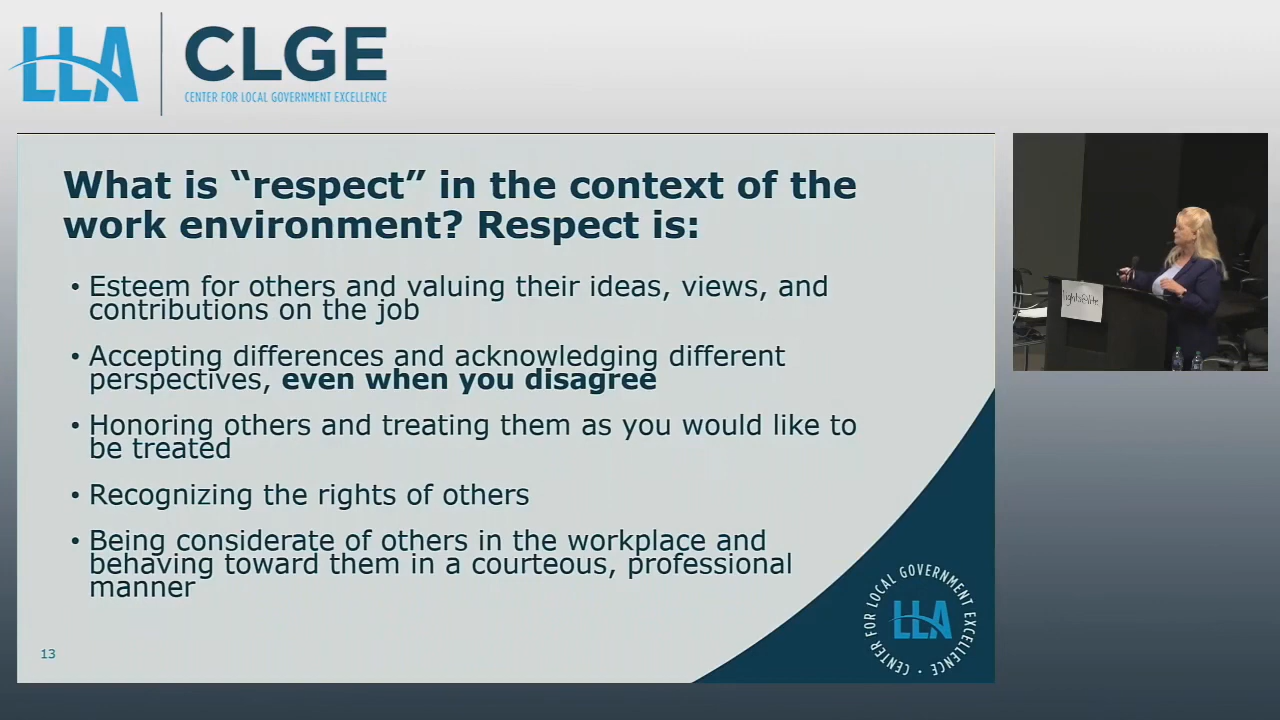 LLA
CLGE
CENTER FOR LOCAL GOVERNMENT EXCELLENCE
What is “respect” in the context of the
work environment? Respect is:
• Esteem for others and valuing their ideas, views, and
contributions on the job
• Accepting differences and acknowledging different
perspectives, even when you disagree
• Honoring others and treating them as you would like to
be treated
• Recognizing the rights of others
• Being considerate of others in the workplace and
behaving toward them in a courteous, professional
manner
13
CENTER FOR LOCAL GOVERNMENT EXCELLENCE
LLA